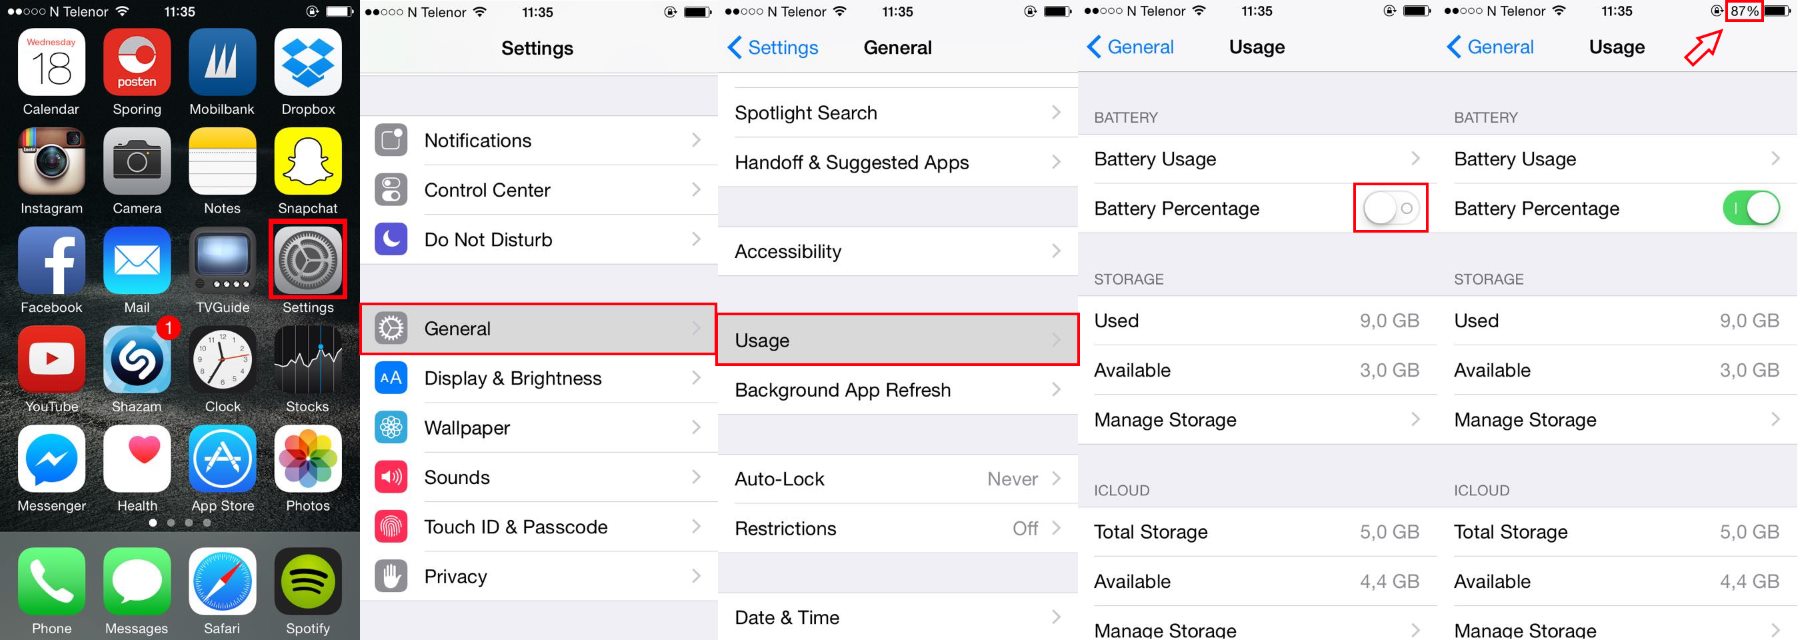 N Telenor 11:35
Wednesday
18
Calendar
posten
Sporing
Mobilbank
Dropbox
Instagram
Camera
Notes
Snapchat
Facebook
Mail
TVGuide
Settings
YouTube
1
Shazam
Clock
Stocks
Messenger
Health
App Store
Photos
Phone
Messages
Safari
Spotify
N Telenor 11:35
Settings
Notifications
Control Center
Do Not Disturb
General
AA Display & Brightness
Wallpaper
Sounds
Touch ID & Passcode
Privacy
N Telenor 11:35
Settings General
Spotlight Search
Handoff & Suggested Apps
Accessibility
Usage
Background App Refresh
Auto-Lock Never
Restrictions Off
Date & Time
N Telenor 11:35
General Usage
BATTERY
Battery Usage
Battery Percentage
STORAGE
Used 9,0 GB
Available 3,0 GB
Manage Storage
ICLOUD
Total Storage 5,0 GB
Available 4,4 GB
Manage Storage
N Telenor 11:35 87%
General Usage
BATTERY
Battery Usage
Battery Percentage
STORAGE
Used 9,0 GB
Available 3,0 GB
Manage Storage
ICLOUD
Total Storage 5,0 GB
Available 4,4 GB
Manage Storage